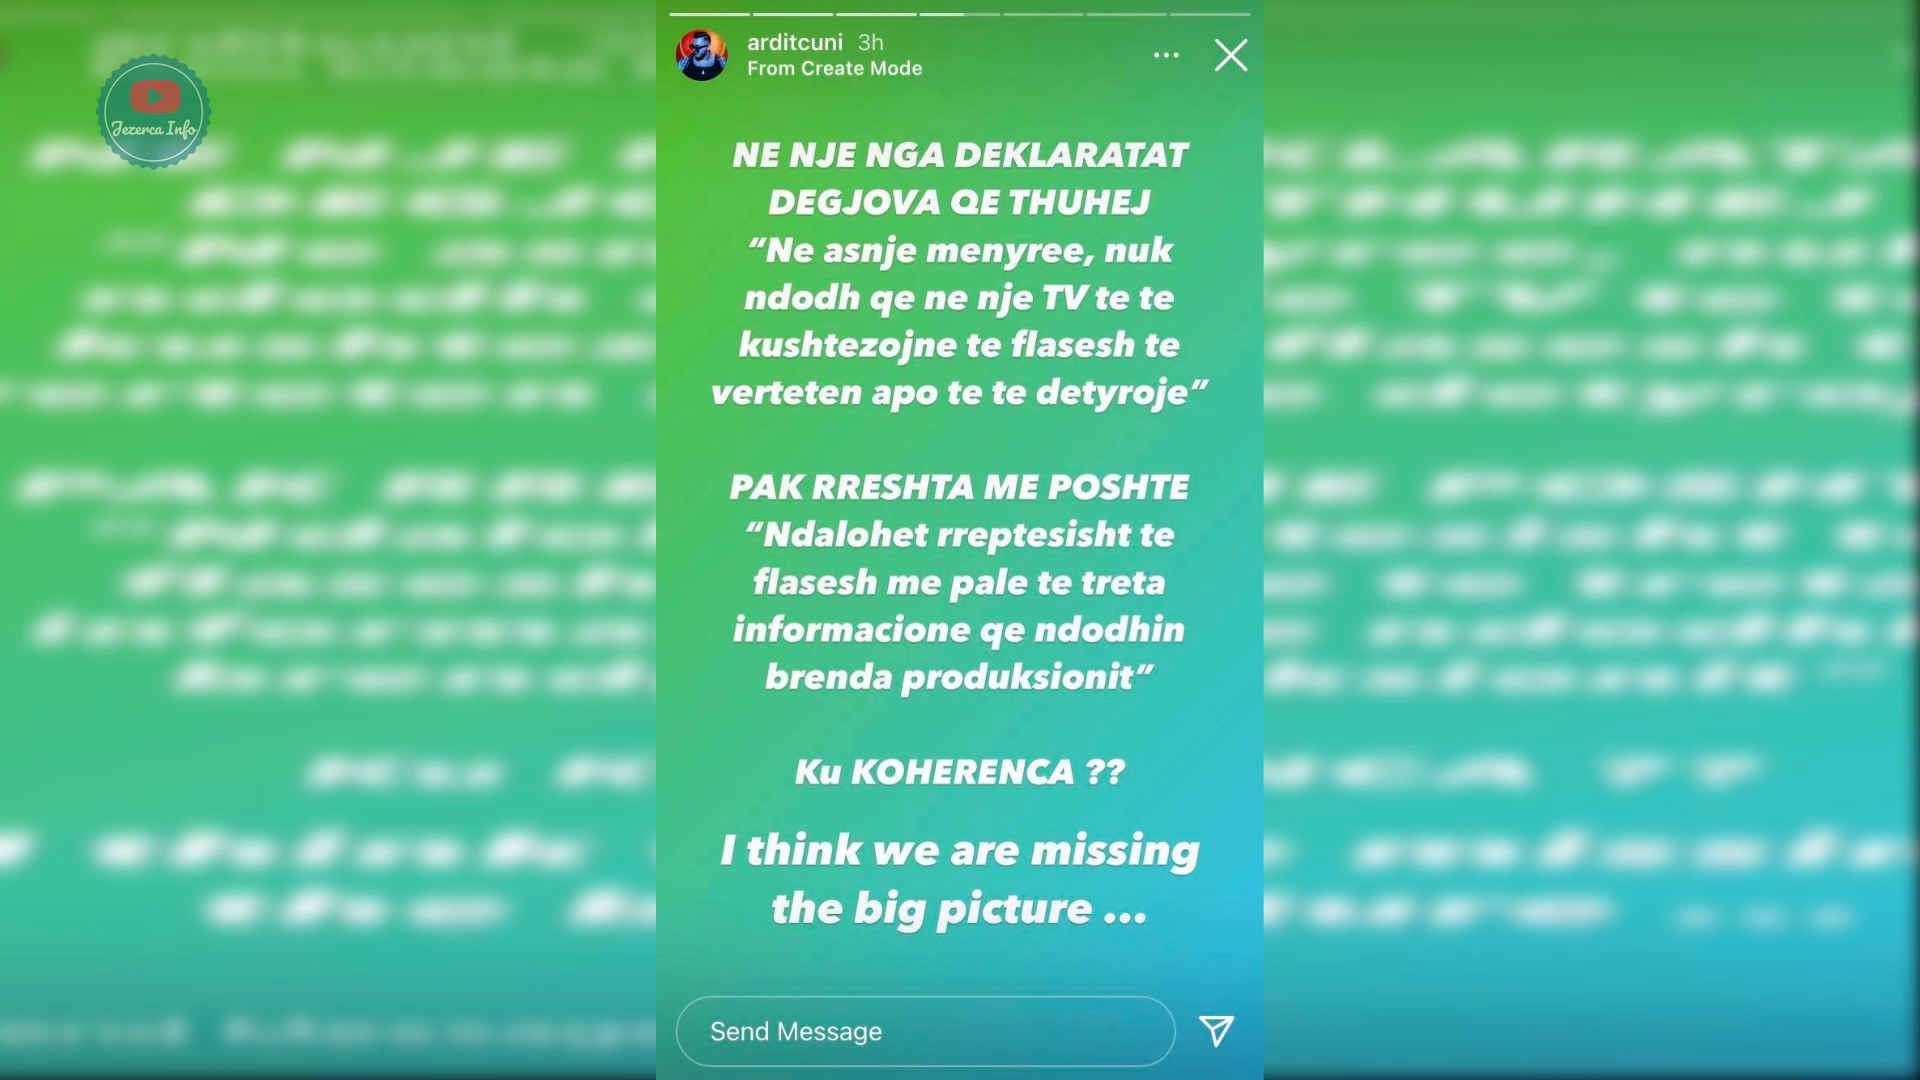 arditcuni 3h
From Create Mode
Jezerca Info
NE NJE NGA DEKLARATAT
DEGJOVA QE THUHEJ
“Ne asnje menyree, nuk
ndodh qe ne nje TV te te
kushtezojne te flasesh te
verteten apo te te detyroje”
PAK RRESHTA ME POSHTE
“Ndalohet rreptesisht te
flasesh me pale te treta
informacione qe ndodhin
brenda produksionit”
Ku KOHERENCA ??
I think we are missing
the big picture ...
Send Message